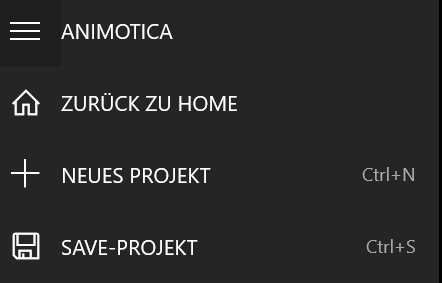 ANIMOTICA
ZURÜCK ZU HOME
NEUES PROJEKT Ctrl+N
SAVE-PROJEKT Ctrl+S